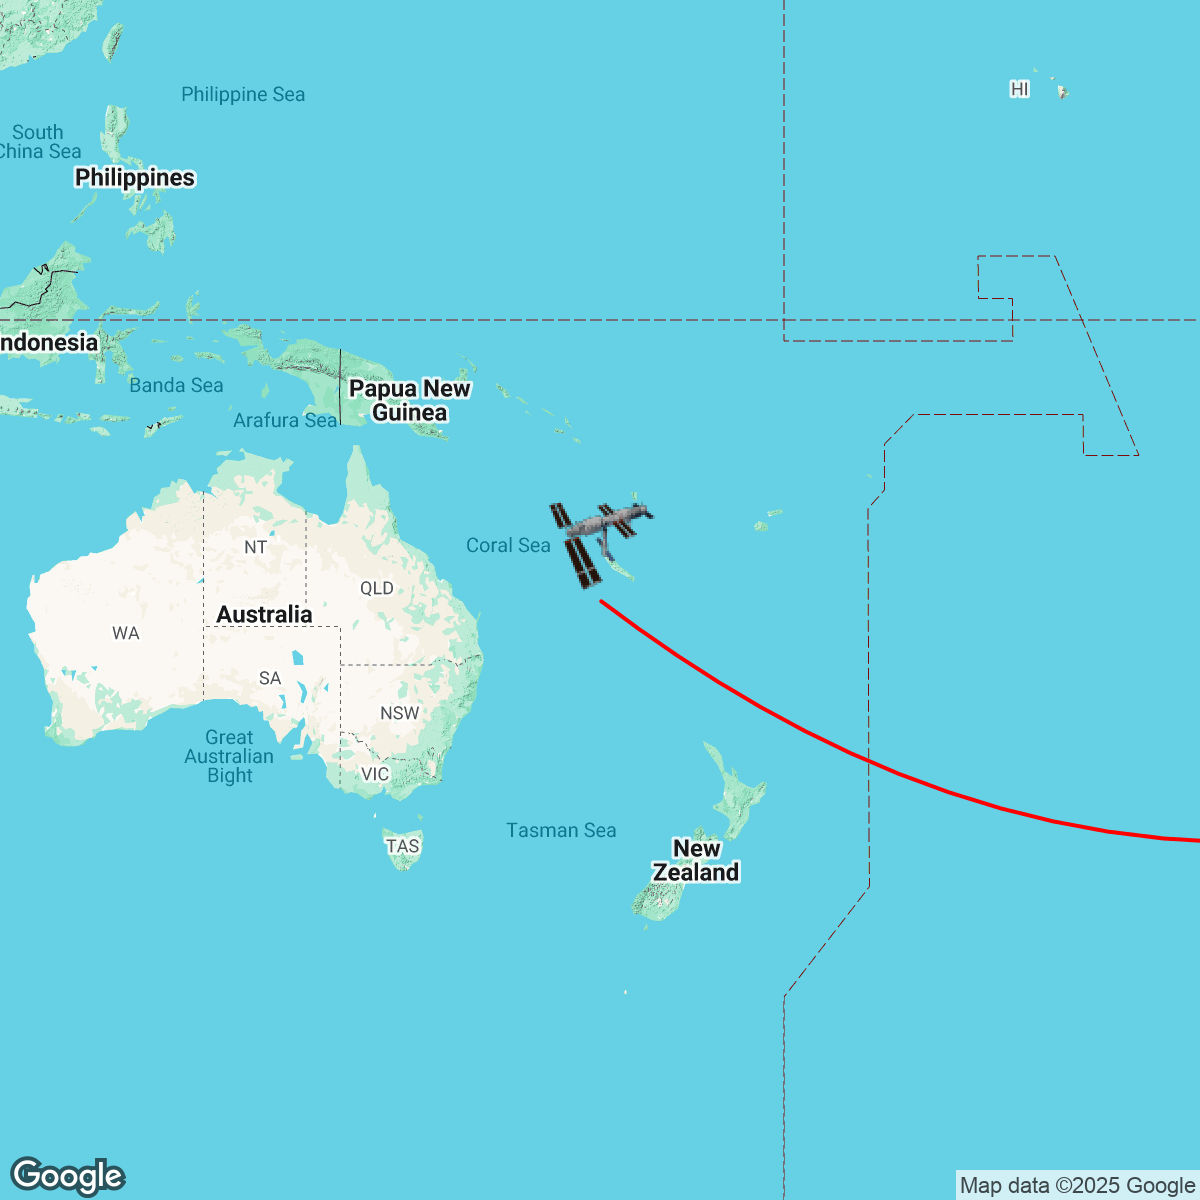 HI
Philippine Sea
South
China Sea
Philippines
ndonesia
Banda Sea
Papua New
Guinea
Arafura Sea
Coral Sea
NT
QLD
Australia
WA
SA
NSW
Great
Australian
Bight
VIC
TAS
Tasman Sea
New
Zealand
Google
Map data ©2025 Google